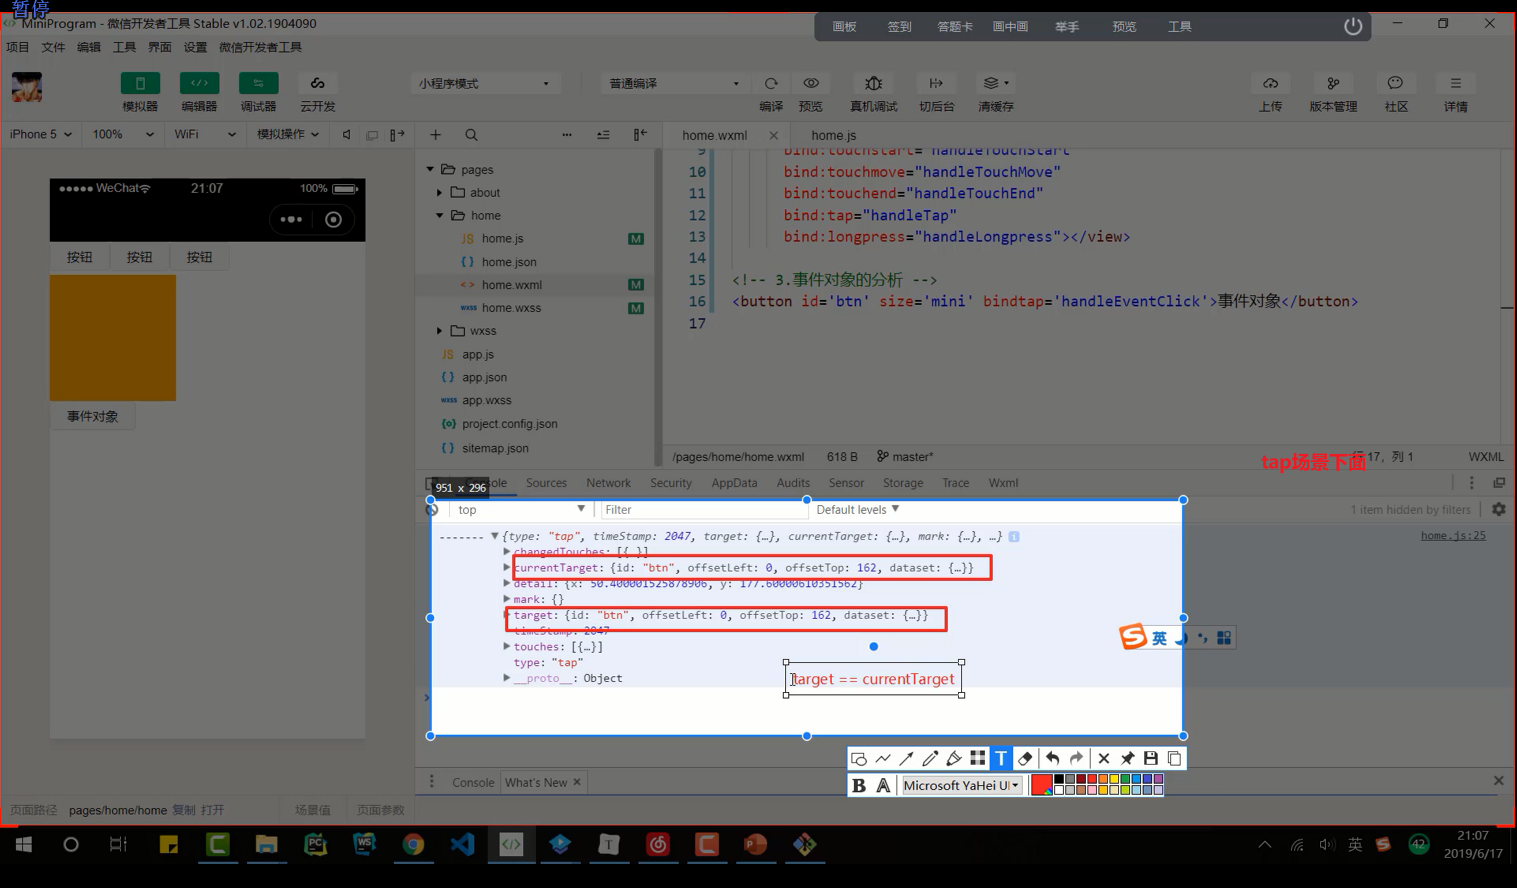 暂停
MiniProgram - 微信开发者工具 Stable v1.02.1904090
画板 签到 答题卡 画中画 举手 预览 工具
项目 文件 编辑 工具 界面 设置 微信开发者工具
小程序模式 普通编译
模拟器 编辑器 调试器 云开发 编译 预览 真机调试 切后台 清缓存 上传 版本管理 社区 详情
iPhone 5 100% WiFi 模拟操作
home.wxml home.js
WeChat 21:07 100%
按钮 按钮 按钮
事件对象
pages
about
home
home.js M
home.json
home.wxml M
home.wxss M
wxss
app.js
app.json
app.wxss
project.config.json
sitemap.json
9 bind:touchstart="handleTouchStart"
10 bind:touchmove="handleTouchMove"
11 bind:touchend="handleTouchEnd"
12 bind:tap="handleTap"
13 bind:longpress="handleLongpress"></view>
14
15 <!-- 3.事件对象的分析 -->
16 <button id='btn' size='mini' bindtap='handleEventClick'>事件对象</button>
17
/pages/home/home.wxml 618 B master* 行 17，列 1 WXML
tap场景下面
951 x 296
Sources Network Security AppData Audits Sensor Storage Trace Wxml
top Filter Default levels 1 item hidden by filters
------- {type: "tap", timeStamp: 2047, target: {…}, currentTarget: {…}, mark: {…}, …} home.js:25
changedTouches: [{…}]
currentTarget: {id: "btn", offsetLeft: 0, offsetTop: 162, dataset: {…}}
detail: {x: 50.400001525878906, y: 177.60000610351562}
mark: {}
target: {id: "btn", offsetLeft: 0, offsetTop: 162, dataset: {…}}
timeStamp: 2047
touches: [{…}]
type: "tap"
__proto__: Object
target == currentTarget
英
T
B A Microsoft YaHei UI
Console What's New
页面路径 pages/home/home 复制 打开 场景值 页面参数
英 42
21:07
2019/6/17